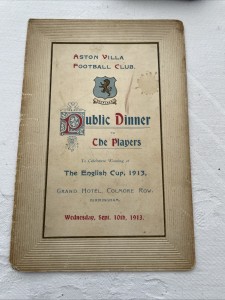 Aston Villa
Football Club.
Public Dinner
to
The Players
To Celebrate Winning of
The English Cup, 1913,
Grand Hotel, Colmore Row,
Birmingham,
Wednesday, Sept. 10th, 1913.